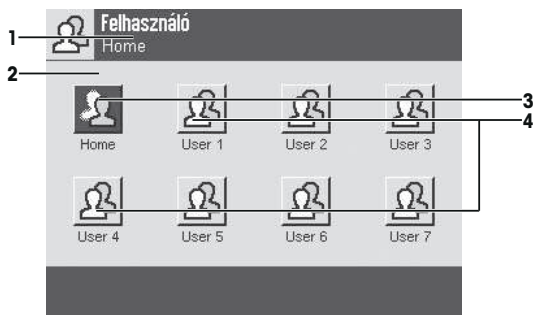 Felhasználó
1 Home
2
3
4
Home User 1 User 2 User 3
User 4 User 5 User 6 User 7